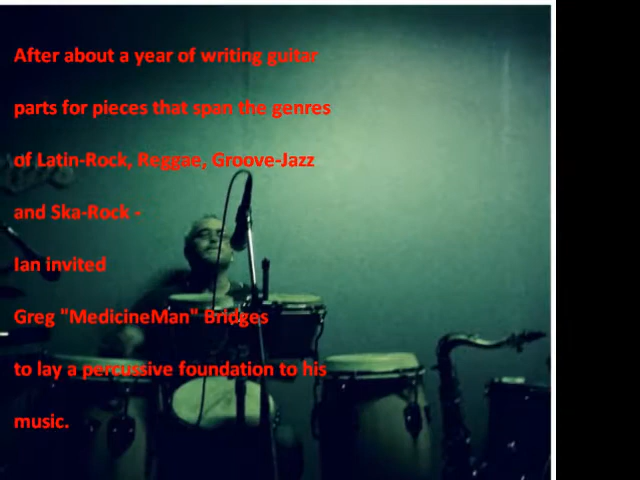 After about a year of writing guitar
parts for pieces that span the genres
of Latin-Rock, Reggae, Groove-Jazz
and Ska-Rock -
Ian invited
Greg "MedicineMan" Bridges
to lay a percussive foundation to his
music.